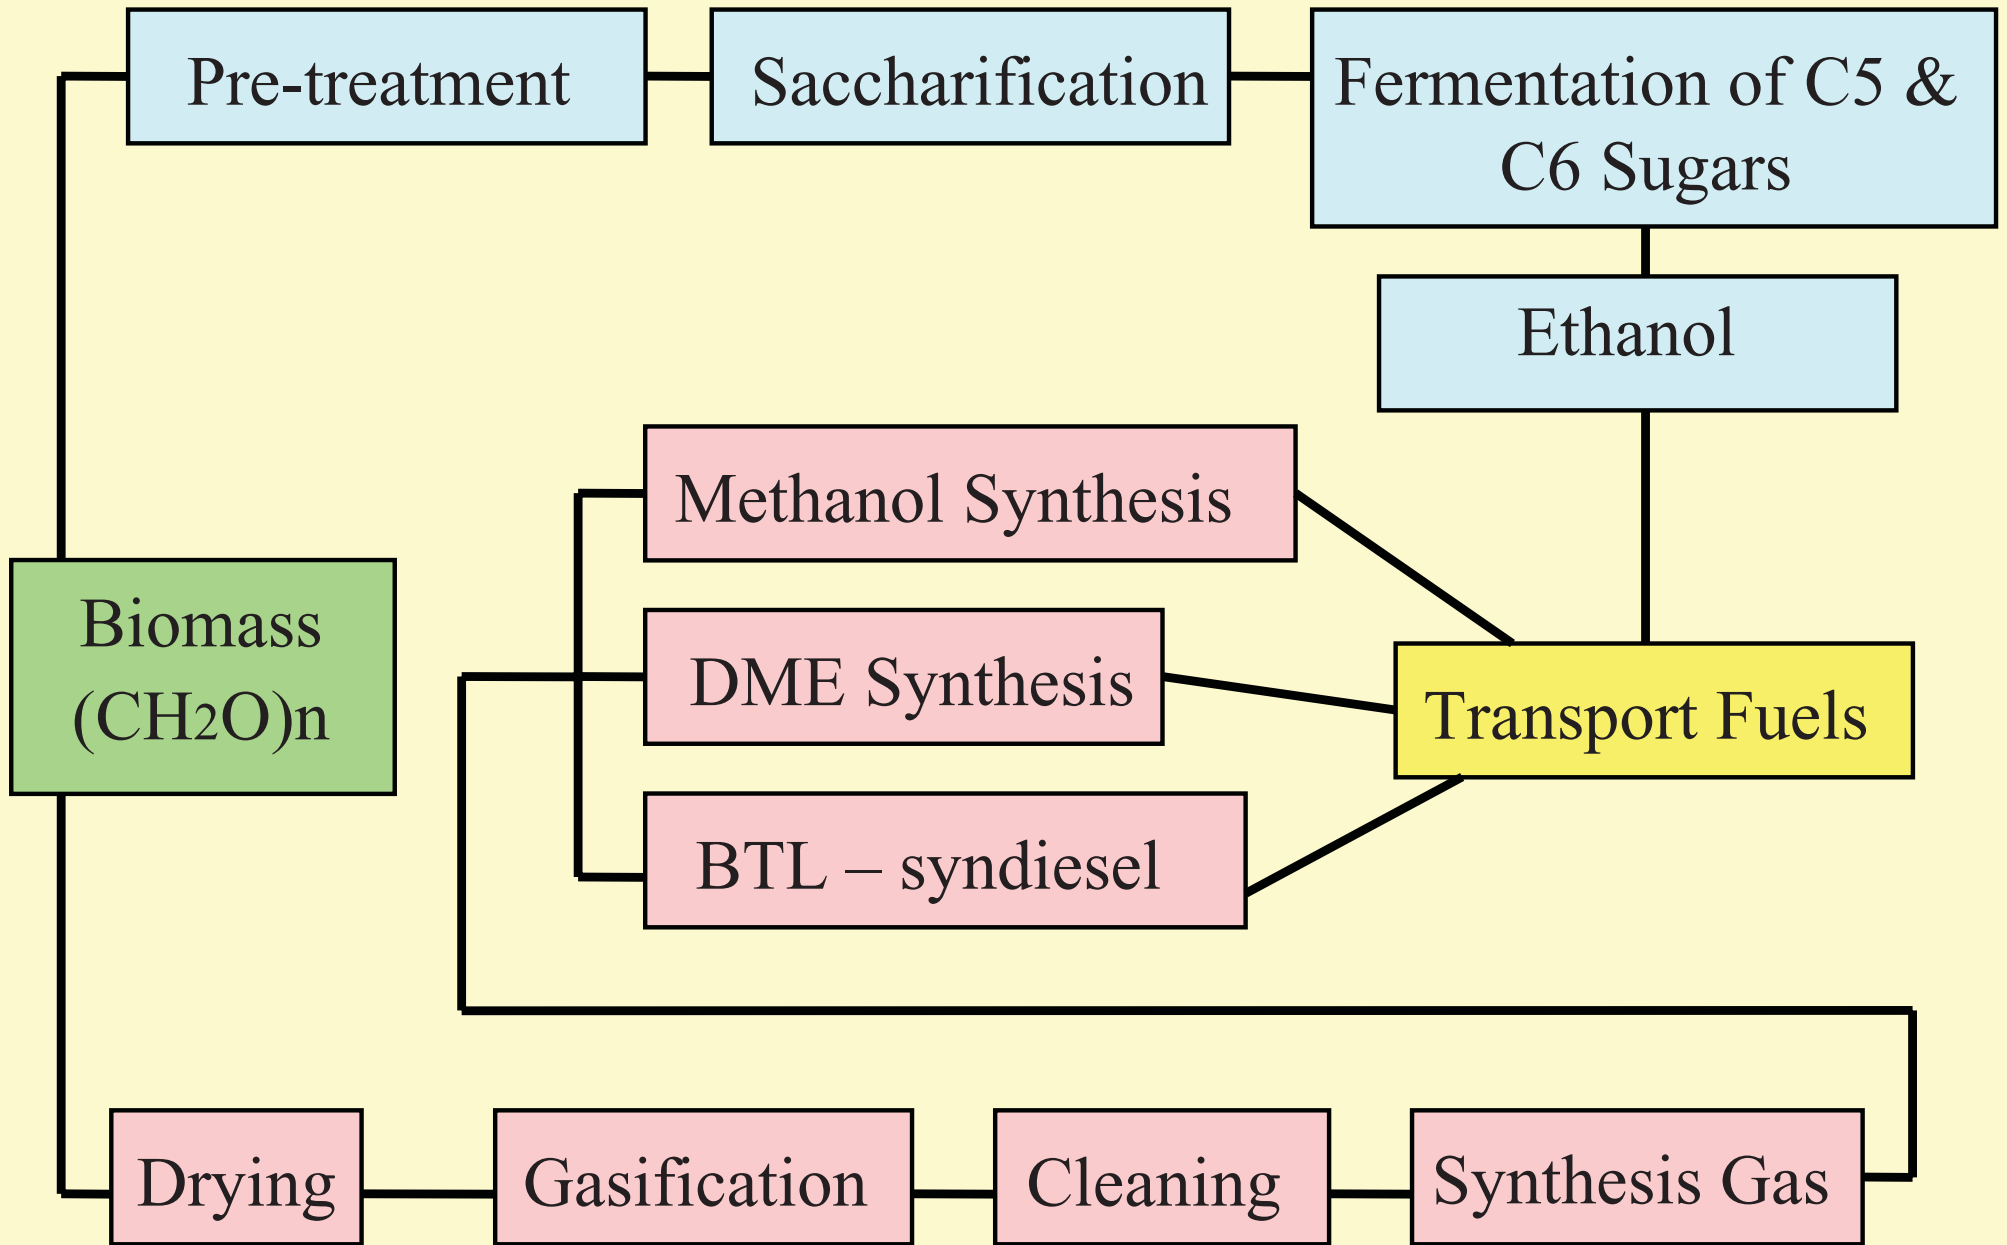 Pre-treatment
Saccharification
Fermentation of C5 &
C6 Sugars
Ethanol
Methanol Synthesis
Biomass
(CH2O)n
DME Synthesis
Transport Fuels
BTL – syndiesel
Drying
Gasification
Cleaning
Synthesis Gas